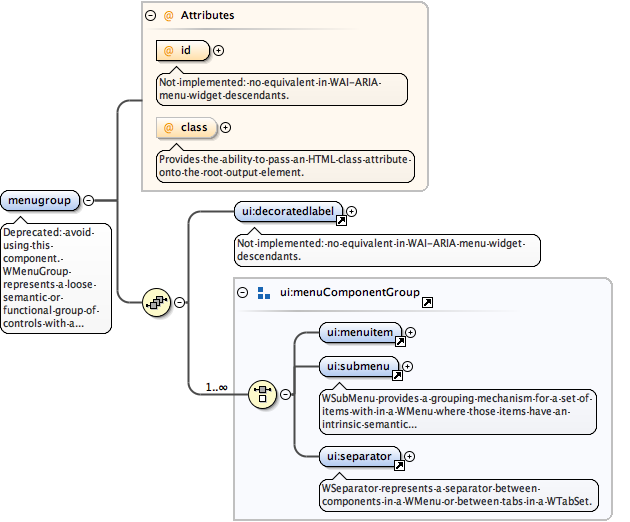 @ Attributes
@ id
Not-implemented:-no-equivalent-in-WAI-ARIA-
menu-widget-descendants.
@ class
Provides-the-ability-to-pass-an-HTML-class-attribute-
onto-the-root-output-element.
menugroup
Deprecated:-avoid-
using-this-
component.-
WMenuGroup-
represents-a-loose-
semantic-or-
functional-group-of-
controls-with-a...
ui:decoratedlabel
Not-implemented:-no-equivalent-in-WAI-ARIA-menu-widget-
descendants.
ui:menuComponentGroup
1..∞
ui:menuitem
ui:submenu
WSubMenu-provides-a-grouping-mechanism-for-a-set-of-
items-with-in-a-WMenu-where-those-items-have-an-
intrinsic-semantic...
ui:separator
WSeparator-represents-a-separator-between-
components-in-a-WMenu-or-between-tabs-in-a-WTabSet.